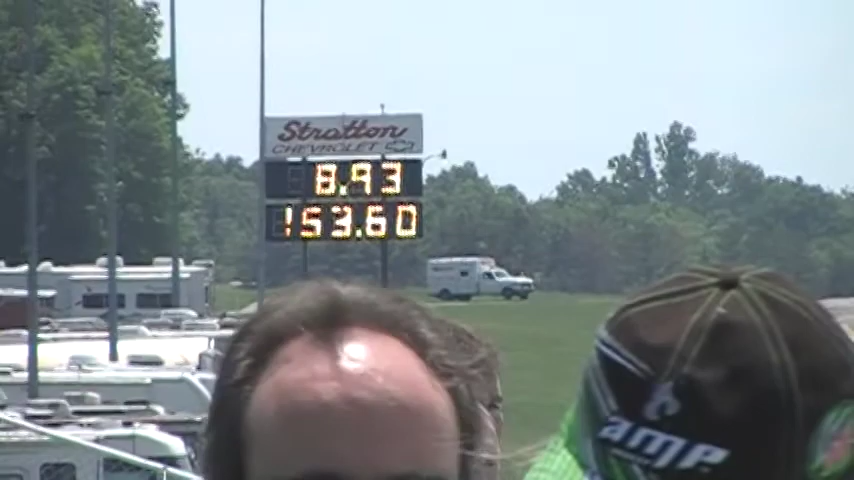 Stratton
CHEVROLET
8.93
153.60
amp